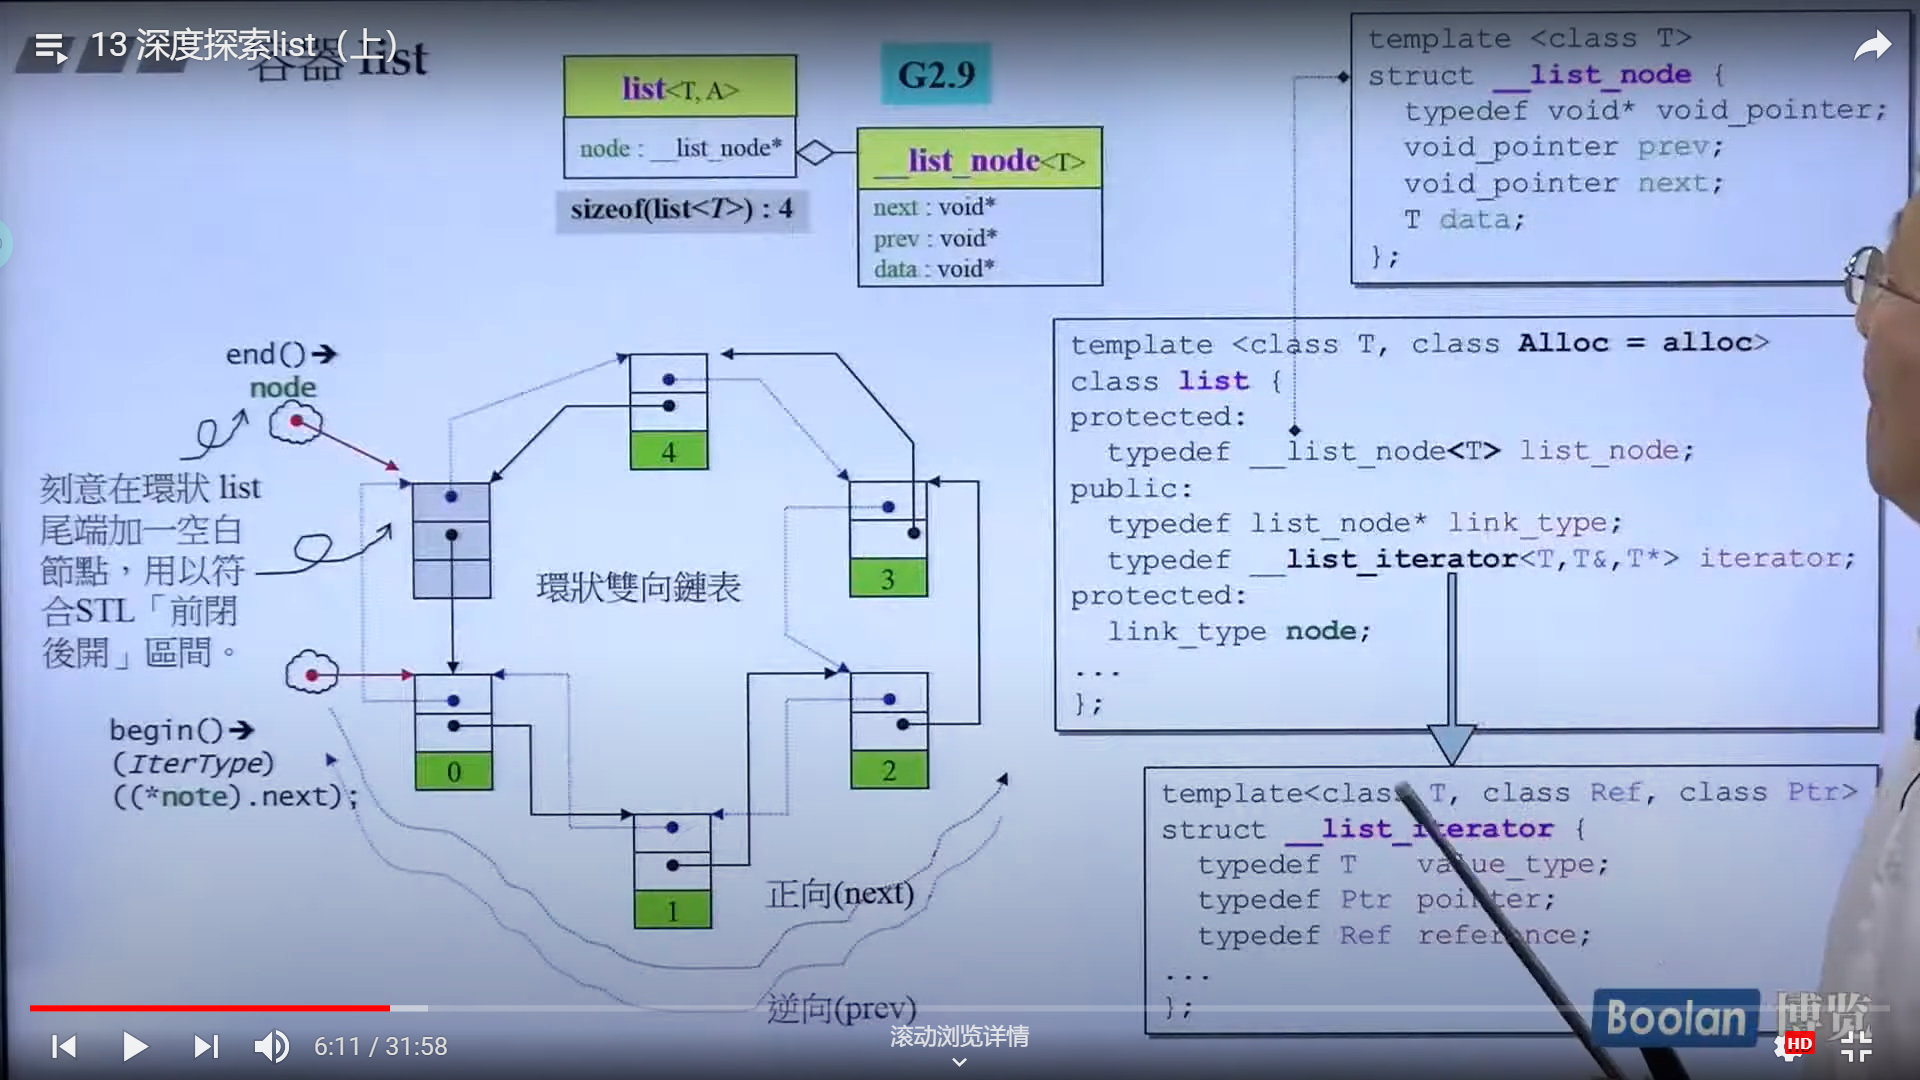 13 深度探索list（上）
容器 list
list<T, A>
node : __list_node*
sizeof(list<T>) : 4
G2.9
__list_node<T>
next : void*
prev : void*
data : void*
template <class T>
struct __list_node {
typedef void* void_pointer;
void_pointer prev;
void_pointer next;
T data;
};
end()➔
node
刻意在環狀 list
尾端加一空白
節點，用以符
合STL「前閉
後開」區間。
begin()➔
(IterType)
((*note).next);
環狀雙向鏈表
4
3
2
1
0
正向(next)
逆向(prev)
template <class T, class Alloc = alloc>
class list {
protected:
typedef __list_node<T> list_node;
public:
typedef list_node* link_type;
typedef __list_iterator<T,T&,T*> iterator;
protected:
link_type node;
...
};
template<class T, class Ref, class Ptr>
struct __list_iterator {
typedef T value_type;
typedef Ptr pointer;
typedef Ref reference;
...
};
Boolan 博览
6:11 / 31:58
滚动浏览详情
HD